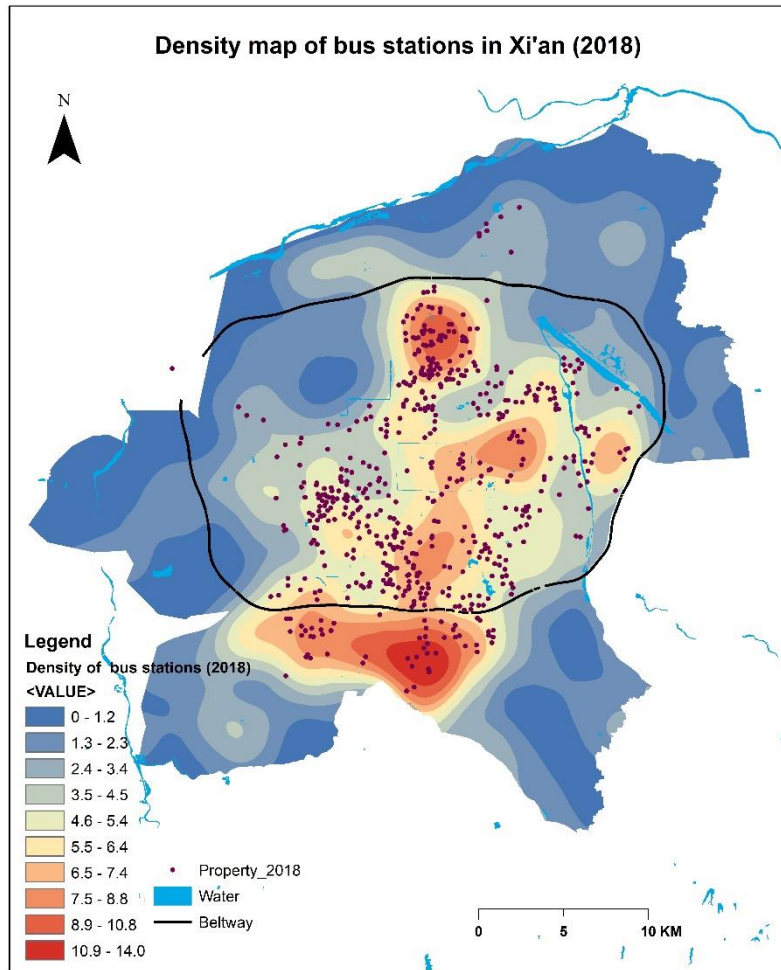 Density map of bus stations in Xi'an (2018)
N
Legend
Density of bus stations (2018)
<VALUE>
0 - 1.2
1.3 - 2.3
2.4 - 3.4
3.5 - 4.5
4.6 - 5.4
5.5 - 6.4
6.5 - 7.4
7.5 - 8.8
8.9 - 10.8
10.9 - 14.0
Property_2018
Water
Beltway
0 5 10 KM